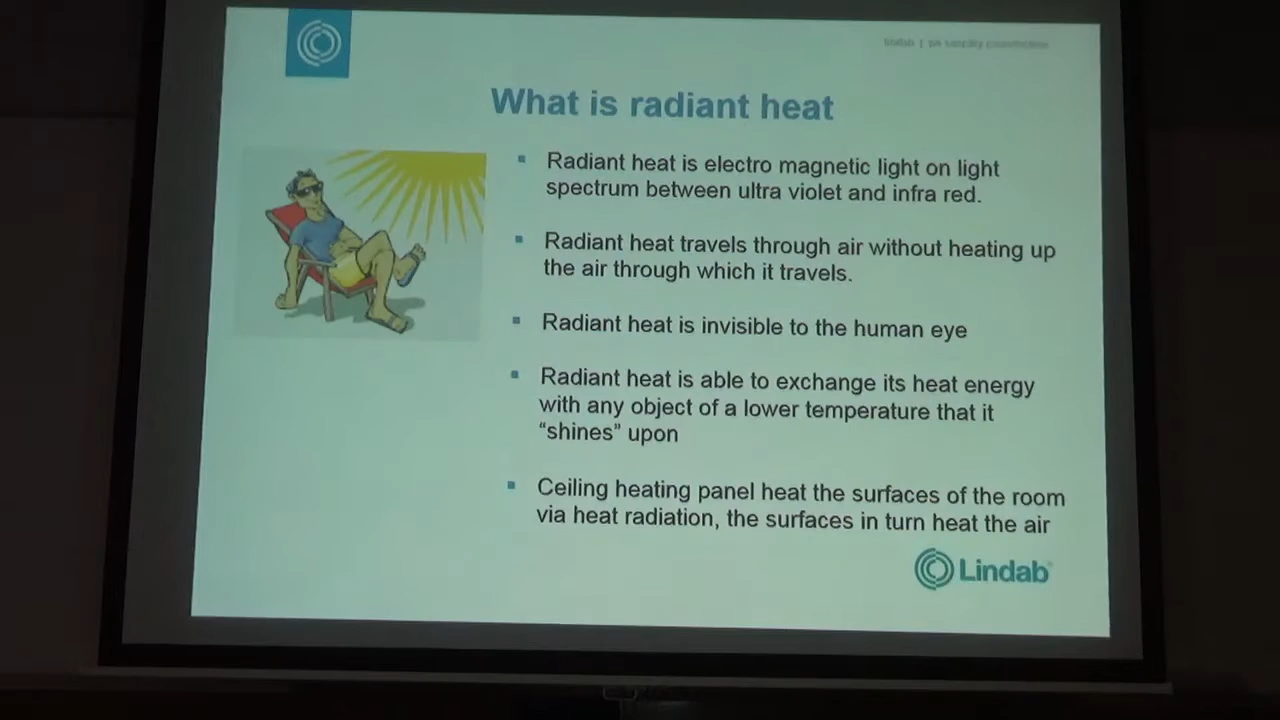 lindab |
What is radiant heat
Radiant heat is electro magnetic light on light
spectrum between ultra violet and infra red.
Radiant heat travels through air without heating up
the air through which it travels.
Radiant heat is invisible to the human eye
Radiant heat is able to exchange its heat energy
with any object of a lower temperature that it
“shines” upon
Ceiling heating panel heat the surfaces of the room
via heat radiation, the surfaces in turn heat the air
Lindab